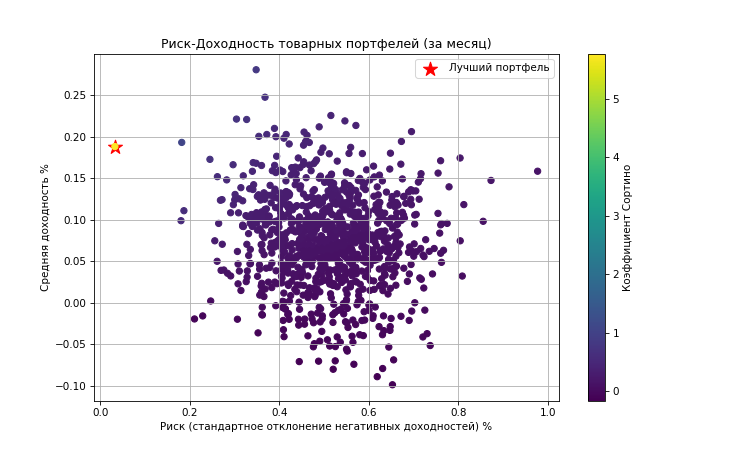 Риск-Доходность товарных портфелей (за месяц)
Лучший портфель
Средняя доходность %
0.25
0.20
0.15
0.10
0.05
0.00
−0.05
−0.10
0.0 0.2 0.4 0.6 0.8 1.0
Риск (стандартное отклонение негативных доходностей) %
5
4
3
2
1
0
Коэффициент Сортино